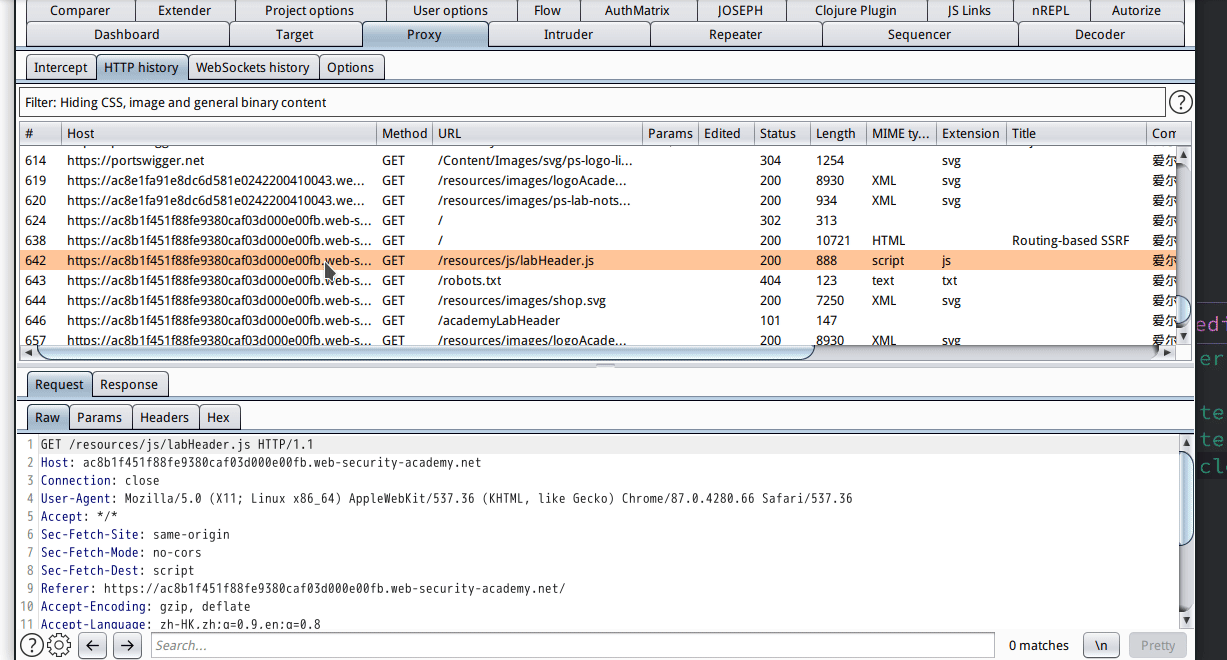 Comparer Extender Project options User options Flow AuthMatrix JOSEPH Clojure Plugin JS Links nREPL Autorize
Dashboard Target Proxy Intruder Repeater Sequencer Decoder
Intercept HTTP history WebSockets history Options
Filter: Hiding CSS, image and general binary content ?
# Host Method URL Params Edited Status Length MIME ty... Extension Title Com
614 https://portswigger.net GET /Content/Images/svg/ps-logo-li... 304 1254 svg 爱尔
619 https://ac8e1fa91e8dc6d581e0242200410043.we... GET /resources/images/logoAcade... 200 8930 XML svg 爱尔
620 https://ac8e1fa91e8dc6d581e0242200410043.we... GET /resources/images/ps-lab-nots... 200 934 XML svg 爱尔
624 https://ac8b1f451f88fe9380caf03d000e00fb.web-s... GET / 302 313 爱尔
638 https://ac8b1f451f88fe9380caf03d000e00fb.web-s... GET / 200 10721 HTML Routing-based SSRF 爱尔
642 https://ac8b1f451f88fe9380caf03d000e00fb.web-s... GET /resources/js/labHeader.js 200 888 script js 爱尔
643 https://ac8b1f451f88fe9380caf03d000e00fb.web-s... GET /robots.txt 404 123 text txt 爱尔
644 https://ac8b1f451f88fe9380caf03d000e00fb.web-s... GET /resources/images/shop.svg 200 7250 XML svg 爱尔
646 https://ac8b1f451f88fe9380caf03d000e00fb.web-s... GET /academyLabHeader 101 147 爱尔
657 https://ac8b1f451f88fe9380caf03d000e00fb.web-s... GET /resources/images/logoAcade... 200 8930 XML svg 爱尔
Request Response
Raw Params Headers Hex
1 GET /resources/js/labHeader.js HTTP/1.1
2 Host: ac8b1f451f88fe9380caf03d000e00fb.web-security-academy.net
3 Connection: close
4 User-Agent: Mozilla/5.0 (X11; Linux x86_64) AppleWebKit/537.36 (KHTML, like Gecko) Chrome/87.0.4280.66 Safari/537.36
5 Accept: */*
6 Sec-Fetch-Site: same-origin
7 Sec-Fetch-Mode: no-cors
8 Sec-Fetch-Dest: script
9 Referer: https://ac8b1f451f88fe9380caf03d000e00fb.web-security-academy.net/
10 Accept-Encoding: gzip, deflate
11 Accept-Language: zh-HK,zh;q=0.9,en;q=0.8
? Search... 0 matches \n Pretty
edi
er
te
te
cl